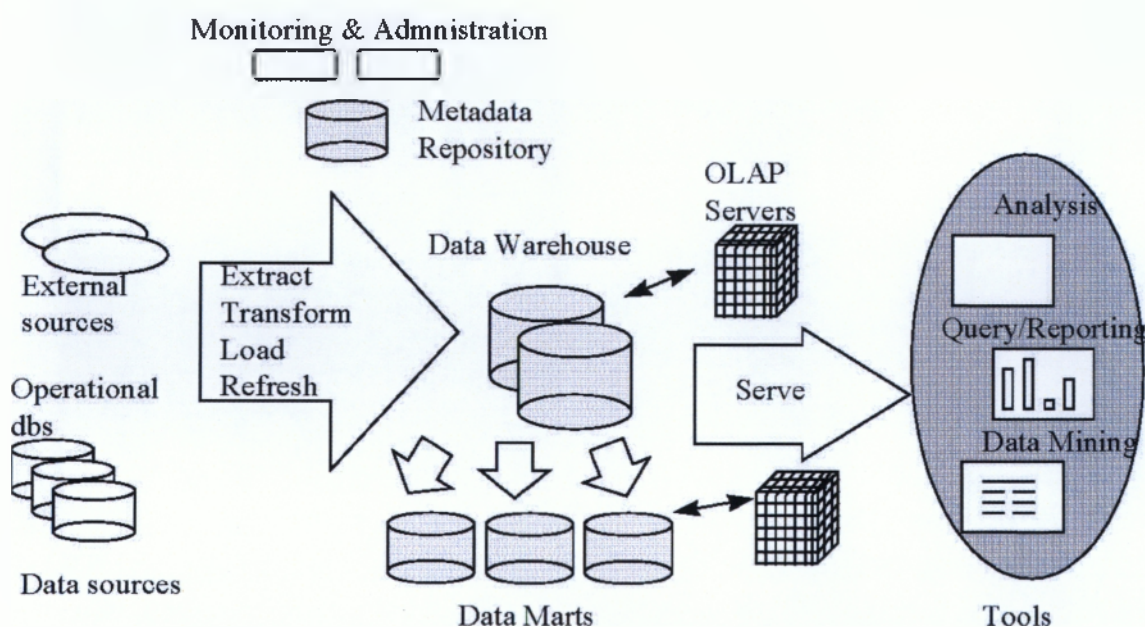 Monitoring & Admnistration
Metadata
Repository
OLAP
Servers
Analysis
Data Warehouse
External
sources
Extract
Transform
Load
Refresh
Query/Reporting
Operational
dbs
Serve
Data Mining
Data sources
Data Marts
Tools